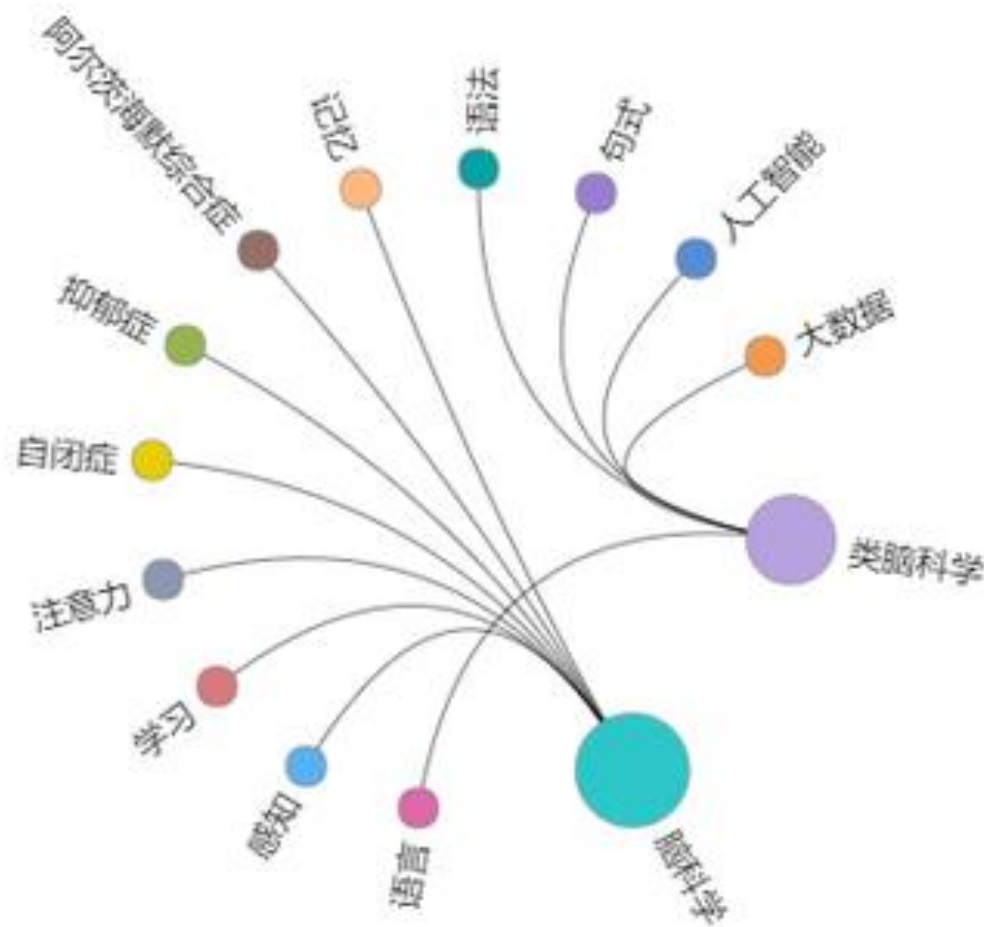 阿尔茨海默综合症
记忆
语法
句式
人工智能
大数据
类脑科学
脑科学
语言
感知
学习
注意力
自闭症
抑郁症